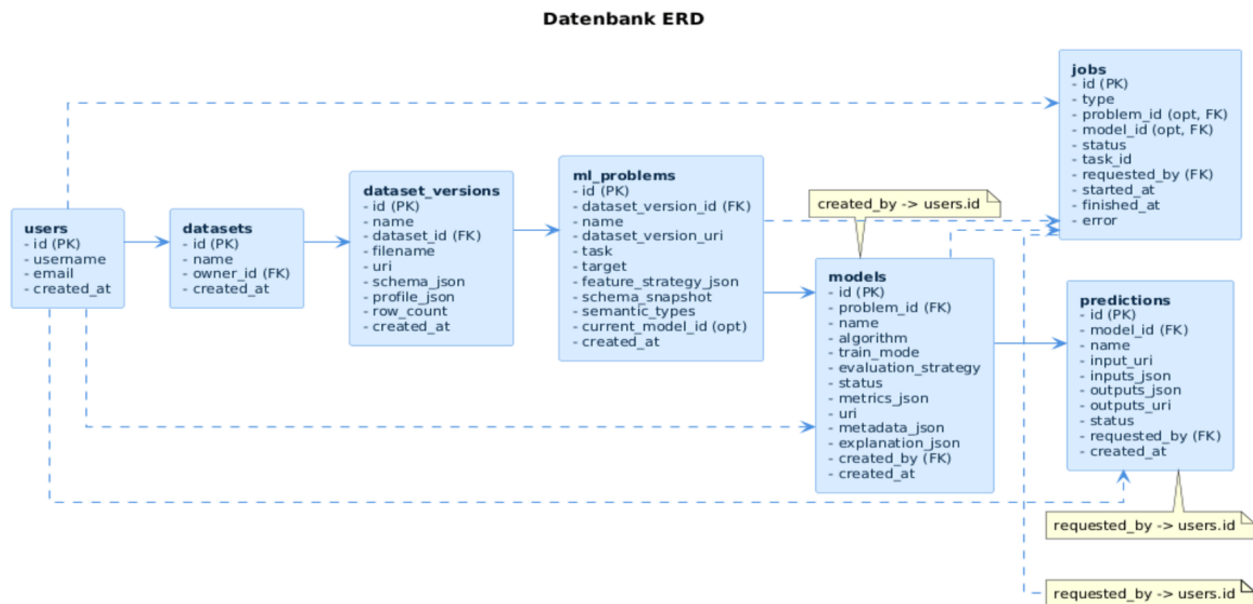 Datenbank ERD
users
- id (PK)
- username
- email
- created_at
datasets
- id (PK)
- name
- owner_id (FK)
- created_at
dataset_versions
- id (PK)
- name
- dataset_id (FK)
- filename
- uri
- schema_json
- profile_json
- row_count
- created_at
ml_problems
- id (PK)
- dataset_version_id (FK)
- name
- dataset_version_uri
- task
- target
- feature_strategy_json
- schema_snapshot
- semantic_types
- current_model_id (opt)
- created_at
created_by -> users.id
models
- id (PK)
- problem_id (FK)
- name
- algorithm
- train_mode
- evaluation_strategy
- status
- metrics_json
- uri
- metadata_json
- explanation_json
- created_by (FK)
- created_at
jobs
- id (PK)
- type
- problem_id (opt, FK)
- model_id (opt, FK)
- status
- task_id
- requested_by (FK)
- started_at
- finished_at
- error
predictions
- id (PK)
- model_id (FK)
- name
- input_uri
- inputs_json
- outputs_json
- outputs_uri
- status
- requested_by (FK)
- created_at
requested_by -> users.id
requested_by -> users.id